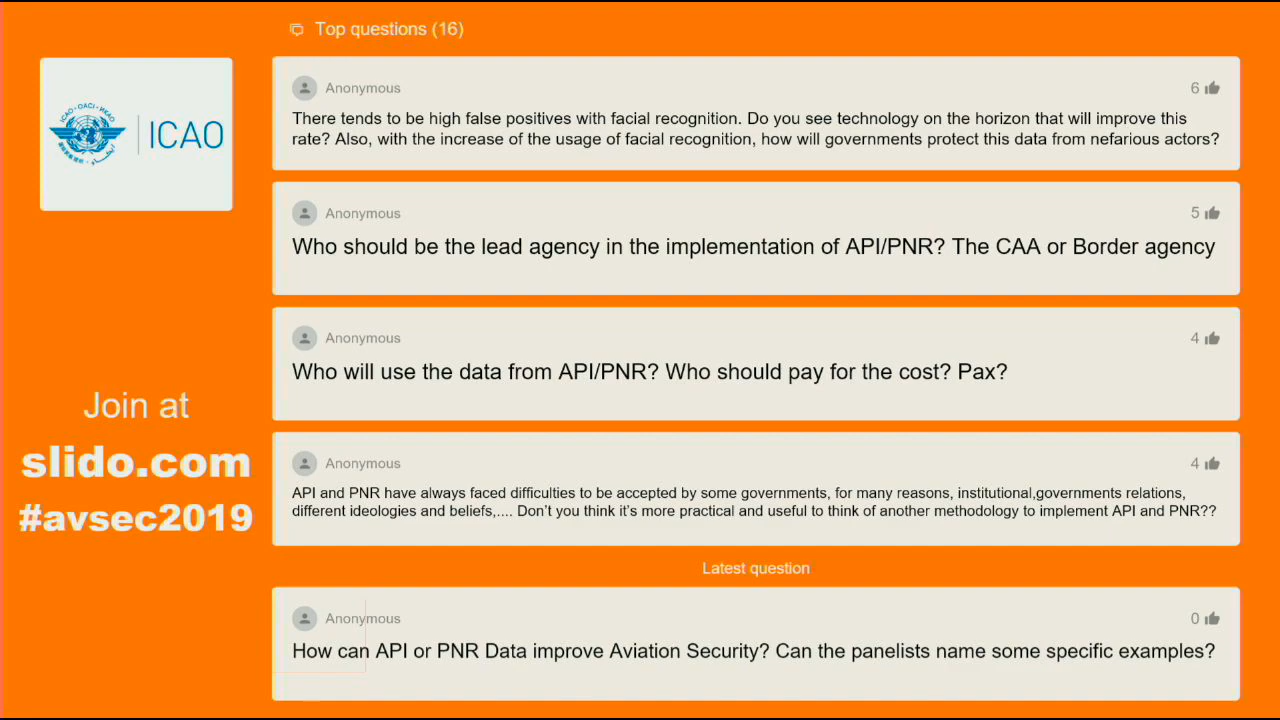 Top questions (16)
ICAO · OACI · ИКАО
ICAO
Join at
slido.com
#avsec2019
Anonymous
6
There tends to be high false positives with facial recognition. Do you see technology on the horizon that will improve this
rate? Also, with the increase of the usage of facial recognition, how will governments protect this data from nefarious actors?
Anonymous
5
Who should be the lead agency in the implementation of API/PNR? The CAA or Border agency
Anonymous
4
Who will use the data from API/PNR? Who should pay for the cost? Pax?
Anonymous
4
API and PNR have always faced difficulties to be accepted by some governments, for many reasons, institutional,governments relations,
different ideologies and beliefs,.... Don’t you think it’s more practical and useful to think of another methodology to implement API and PNR??
Latest question
Anonymous
0
How can API or PNR Data improve Aviation Security? Can the panelists name some specific examples?